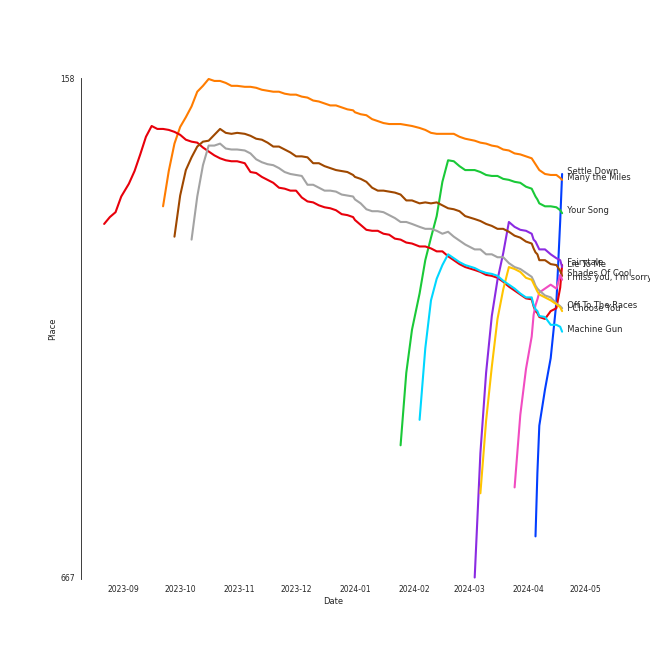 158
Settle Down
Many the Miles
Your Song
Fairytale
Lie To Me
Shades Of Cool
I miss you, I'm sorry
Off To The Races
I Choose You
Machine Gun
Place
667
2023-09 2023-10 2023-11 2023-12 2024-01 2024-02 2024-03 2024-04 2024-05
Date